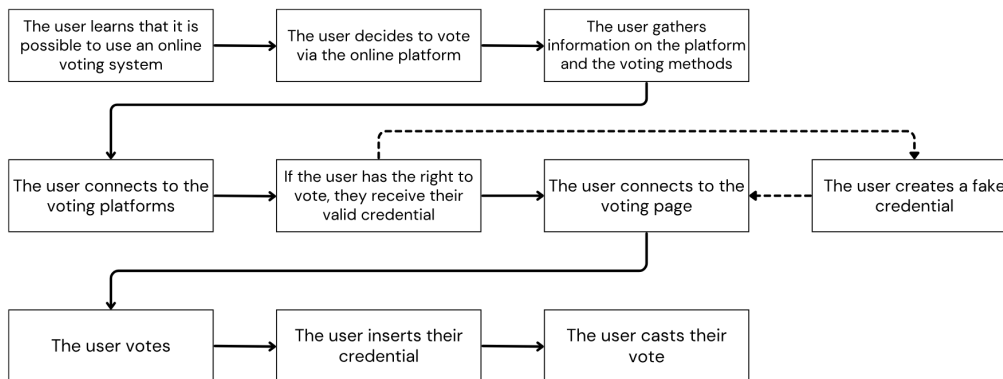 The user learns that it is
possible to use an online
voting system
The user decides to vote
via the online platform
The user gathers
information on the platform
and the voting methods
The user connects to the
voting platforms
If the user has the right to
vote, they receive their
valid credential
The user connects to the
voting page
The user creates a fake
credential
The user votes
The user inserts their
credential
The user casts their
vote